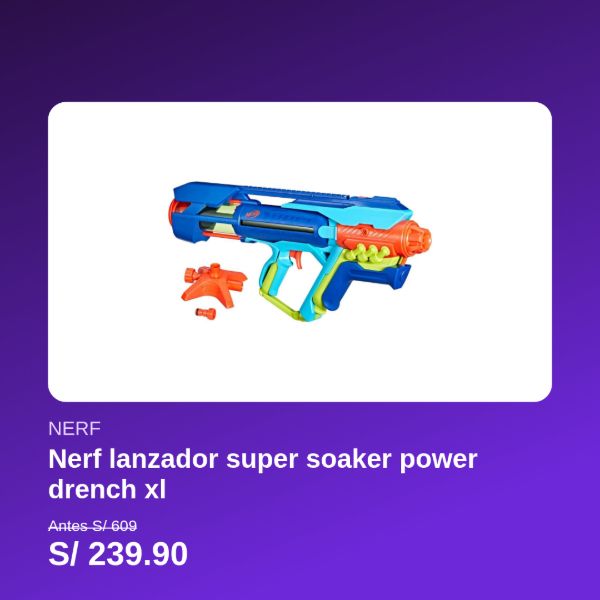 NERF
Nerf lanzador super soaker power
drench xl
Antes S/ 609
S/ 239.90